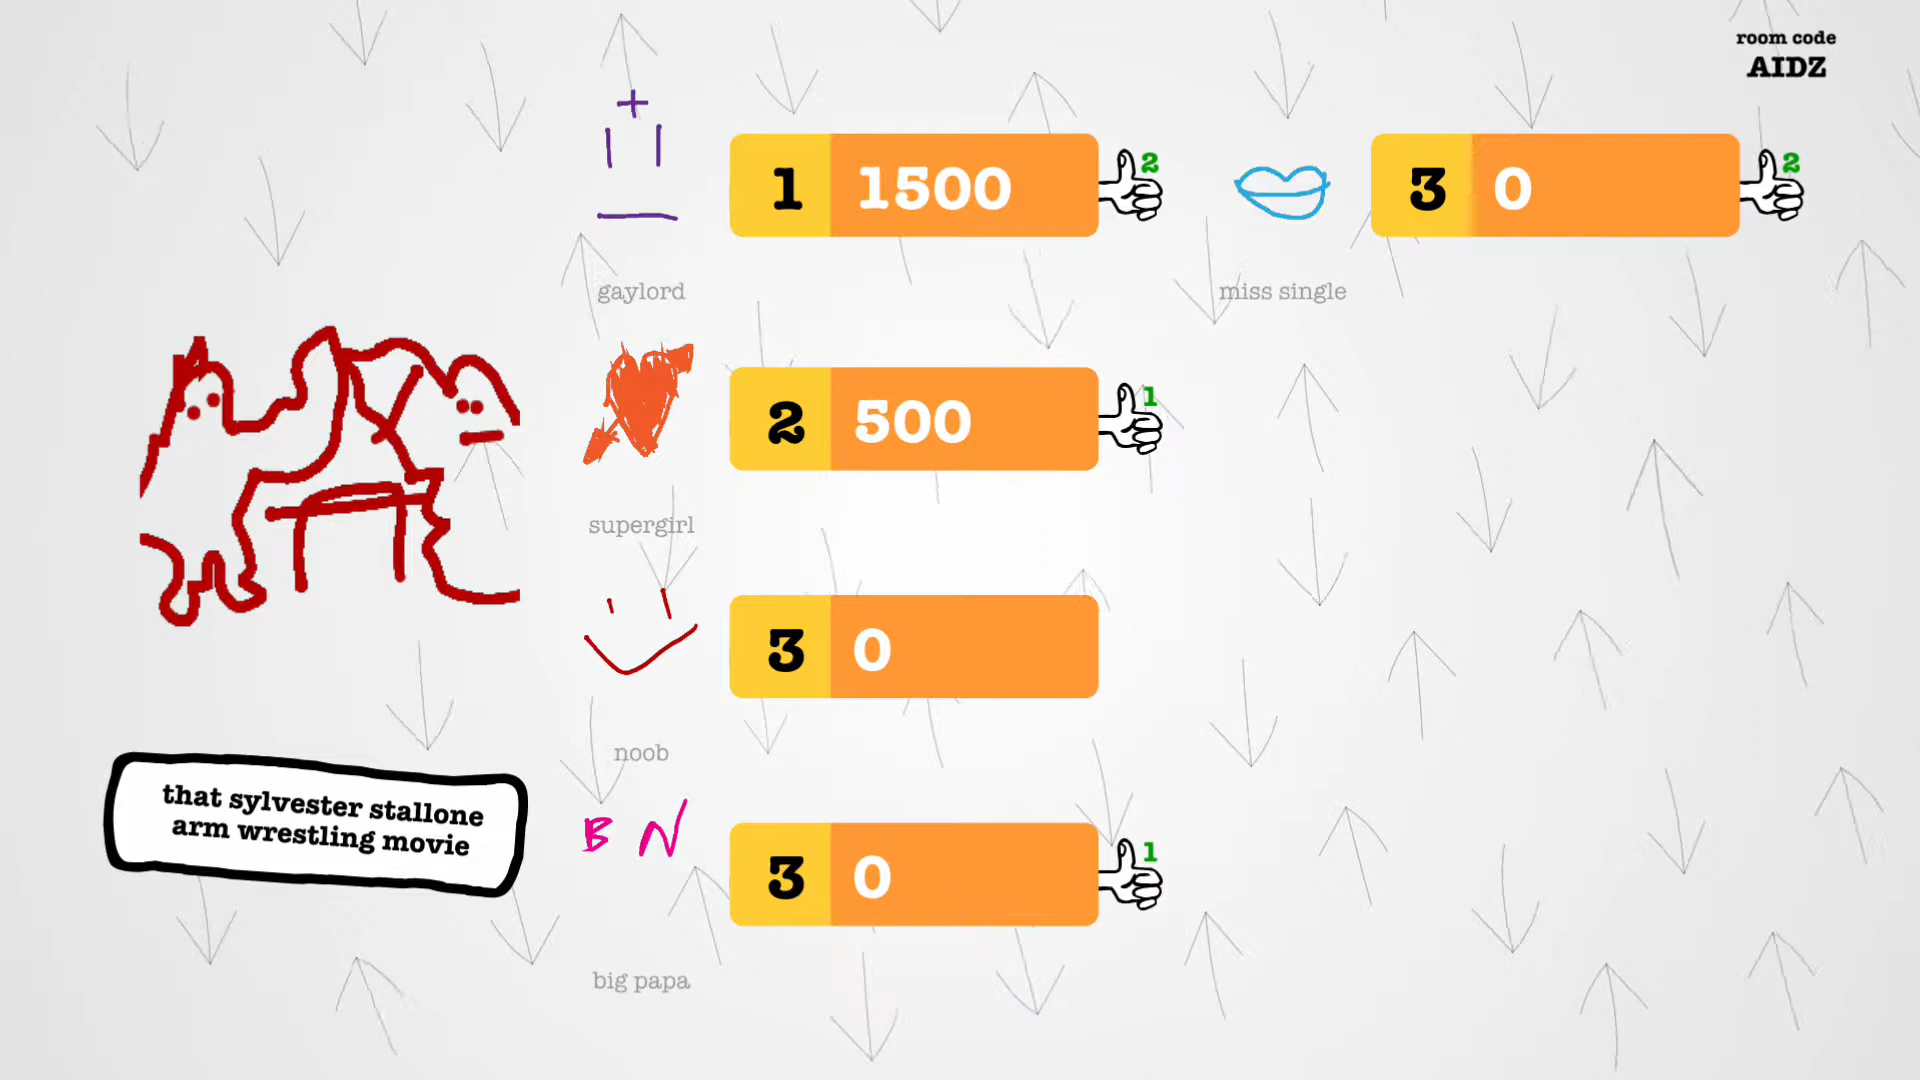 room code
AIDZ
1 1500 2
gaylord
3 0 2
miss single
2 500 1
supergirl
3 0
noob
that sylvester stallone
arm wrestling movie
B N
3 0 1
big papa